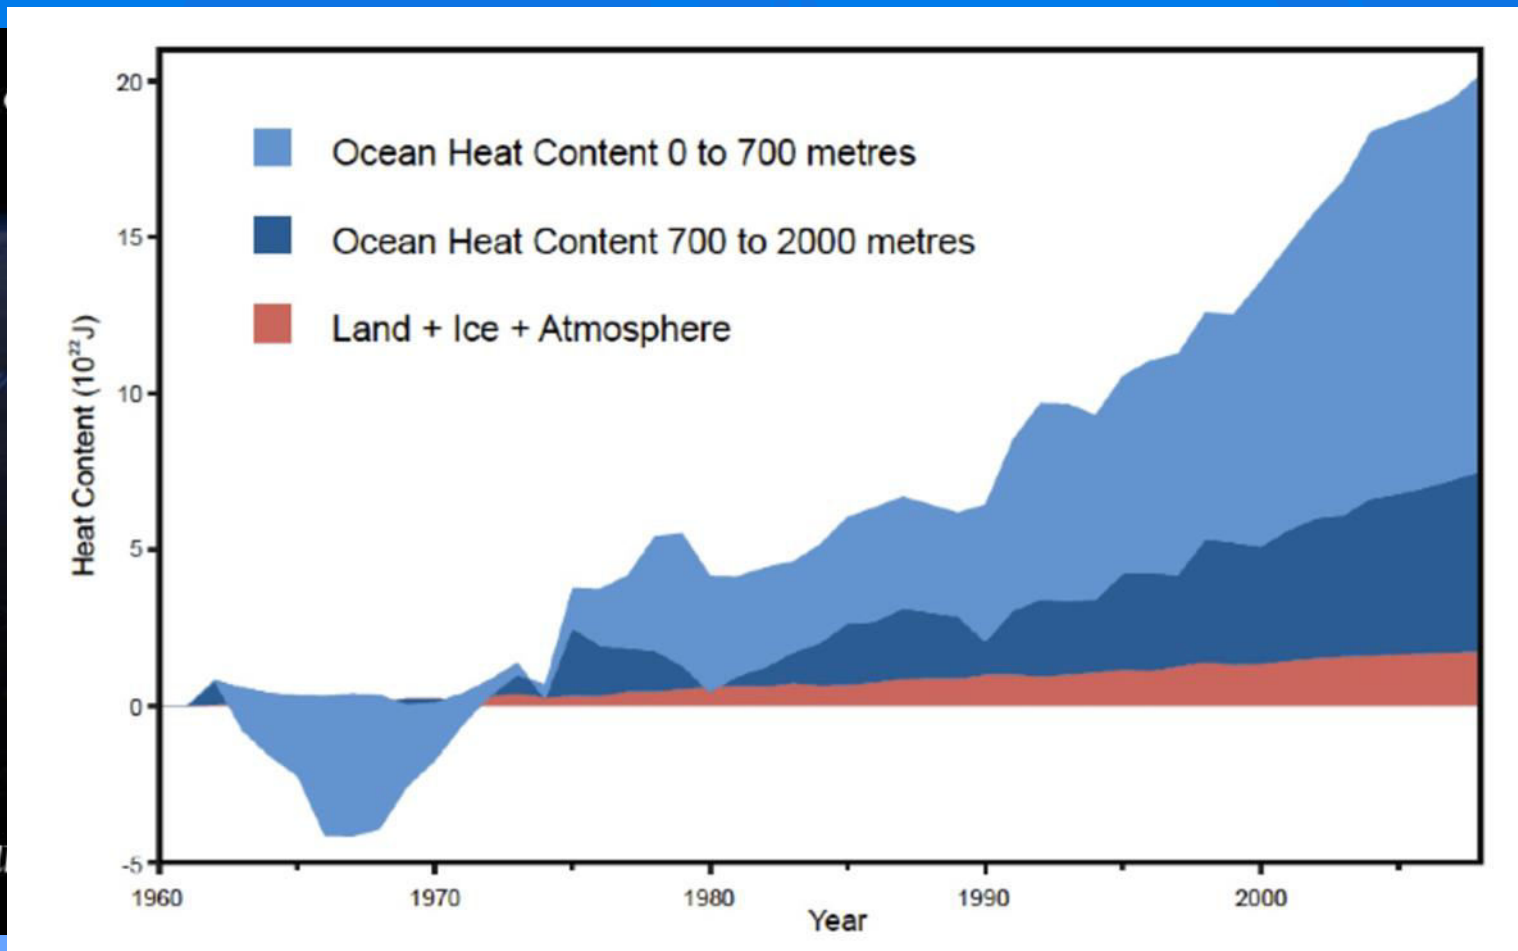 20
15
10
5
0
-5
Heat Content (10²²J)
Ocean Heat Content 0 to 700 metres
Ocean Heat Content 700 to 2000 metres
Land + Ice + Atmosphere
1960 1970 1980 1990 2000
Year